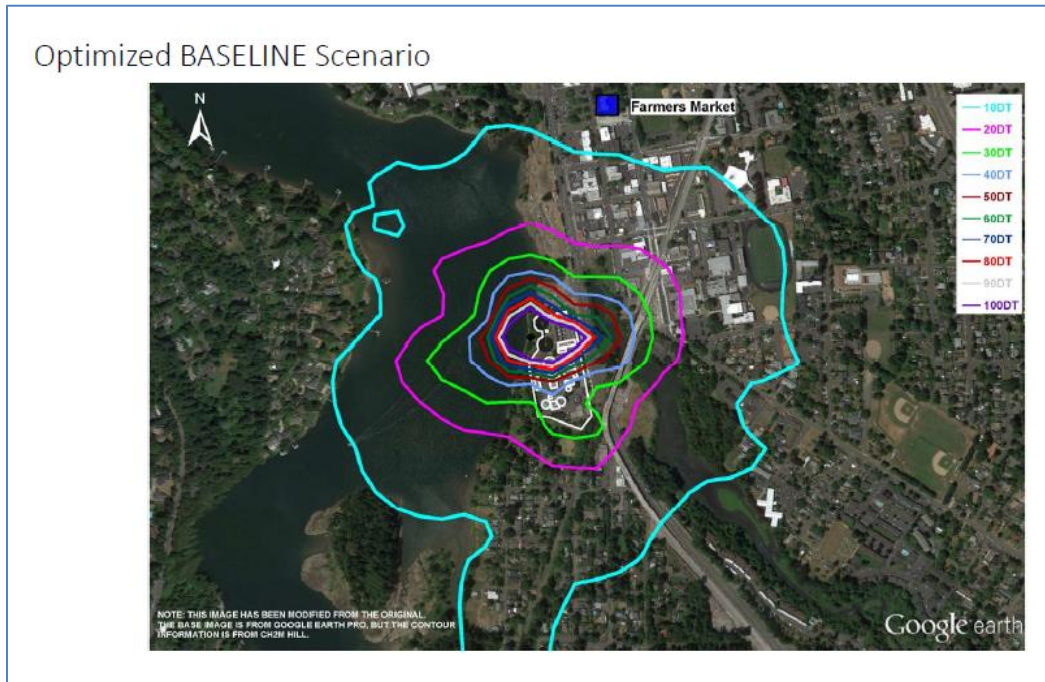 Optimized BASELINE Scenario
N
Farmers Market
10DT
20DT
30DT
40DT
50DT
60DT
70DT
80DT
90DT
100DT
NOTE: THIS IMAGE HAS BEEN MODIFIED FROM THE ORIGINAL.
THE BASE IMAGE IS FROM GOOGLE EARTH PRO, BUT THE CONTOUR
INFORMATION IS FROM CH2M HILL.
Google earth